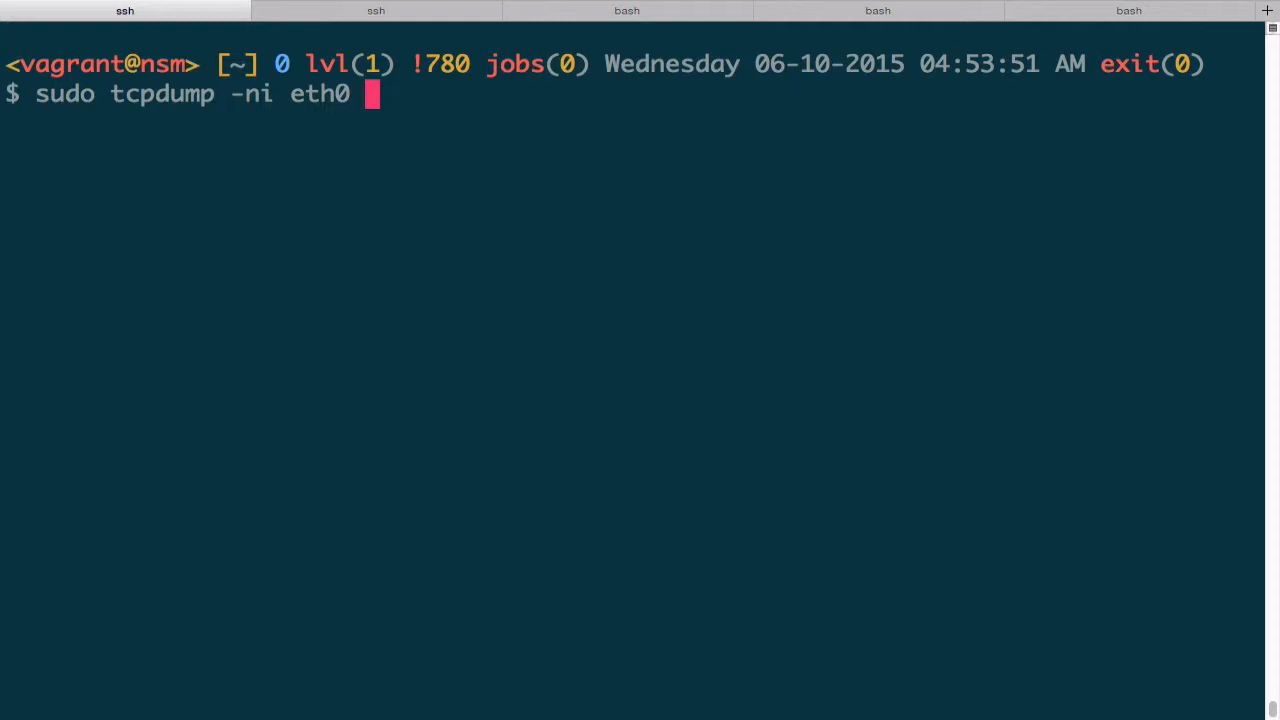 ssh ssh bash bash bash +
<vagrant@nsm> [~] 0 lvl(1) !780 jobs(0) Wednesday 06-10-2015 04:53:51 AM exit(0)
$ sudo tcpdump -ni eth0